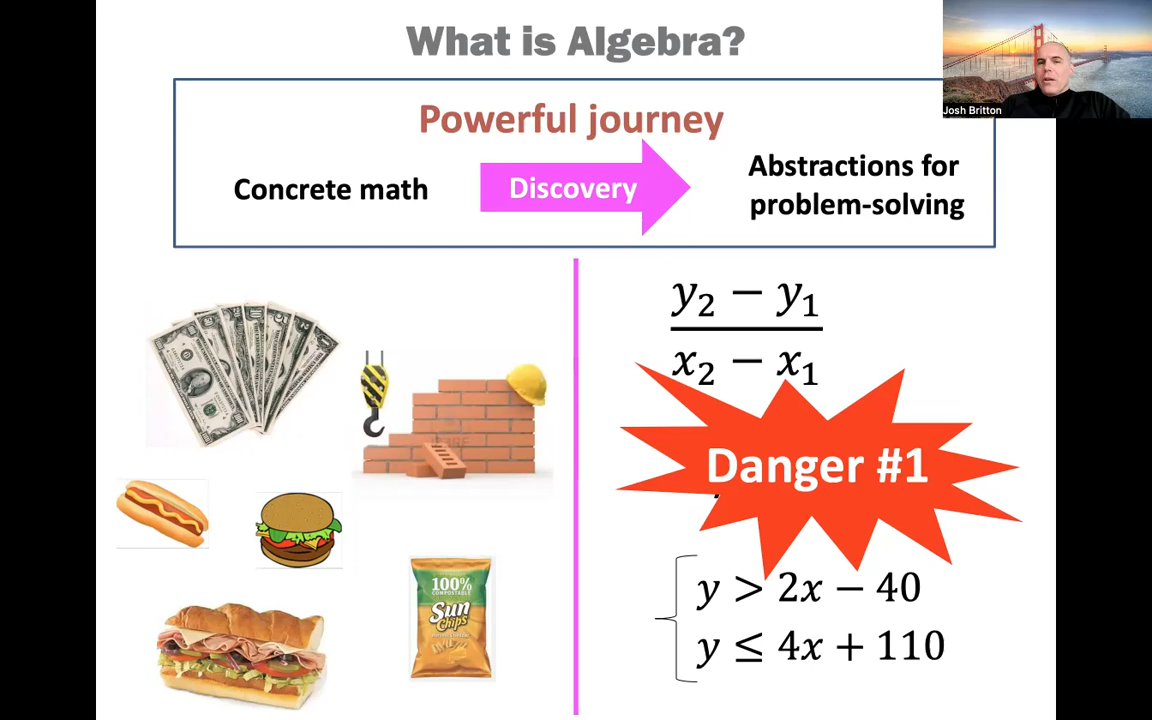 What is Algebra?
Josh Britton
Powerful journey
Concrete math
Discovery
Abstractions for
problem-solving
y₂ − y₁
x₂ − x₁
Danger #1
100%
COMPOSTABLE
Sun
Chips
y > 2x − 40
y ≤ 4x + 110